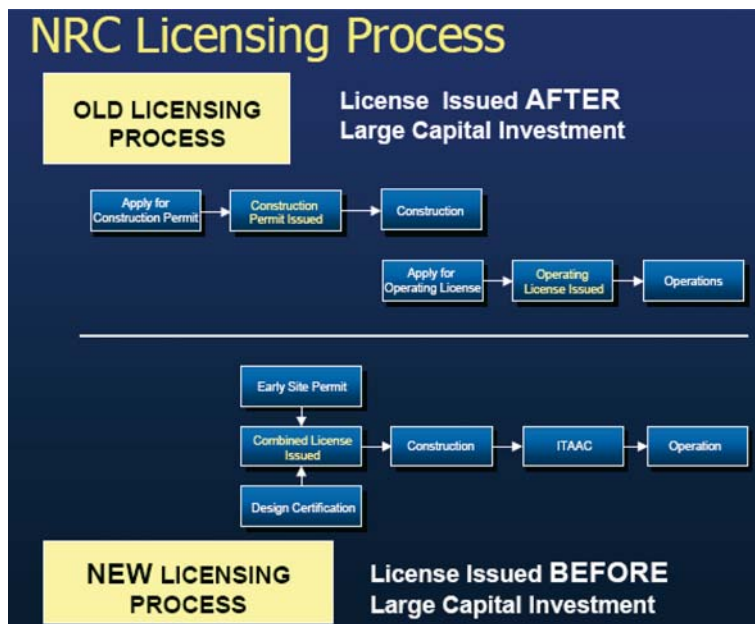 NRC Licensing Process
OLD LICENSING
PROCESS
License Issued AFTER
Large Capital Investment
Apply for
Construction Permit
Construction
Permit Issued
Construction
Apply for
Operating License
Operating
License Issued
Operations
Early Site Permit
Combined License
Issued
Construction
ITAAC
Operation
Design Certification
NEW LICENSING
PROCESS
License Issued BEFORE
Large Capital Investment